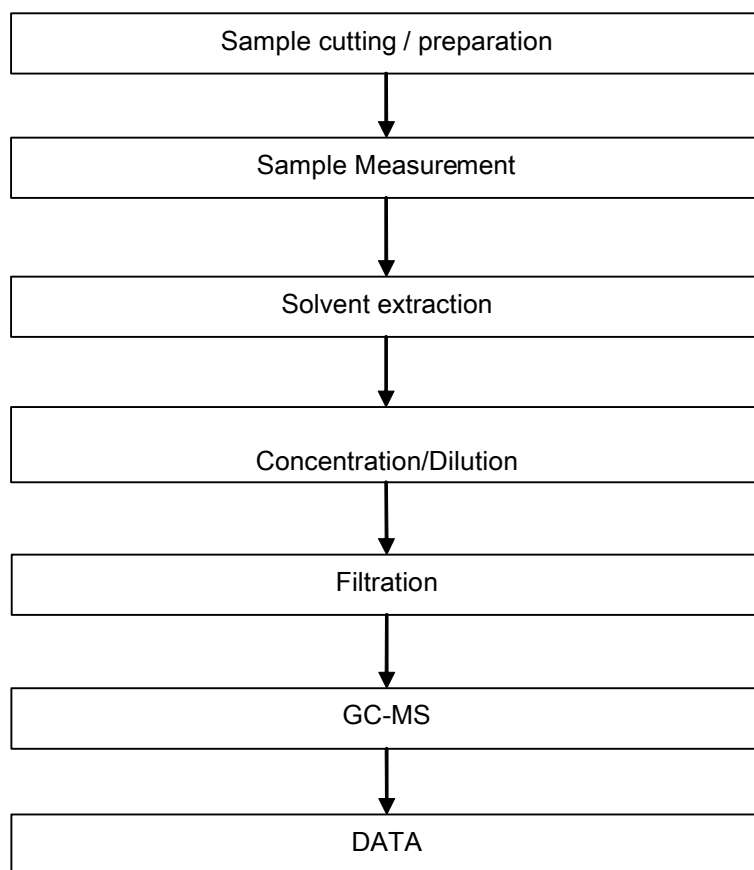 Sample cutting / preparation
Sample Measurement
Solvent extraction
Concentration/Dilution
Filtration
GC-MS
DATA